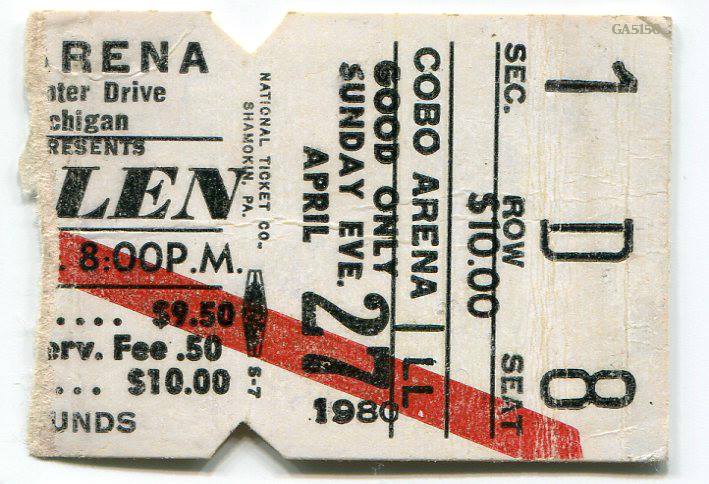 ARENA
nter Drive
ichigan
RESENTS
LEN
. 8:00P.M.
.... $9.50
erv. Fee .50
... $10.00
UNDS
NATIONAL TICKET CO.,
SHAMOKIN, PA.
S-7
APRIL 27 1980
SUNDAY EVE.
GOOD ONLY
COBO ARENA LL
$10.00
SEC. ROW SEAT
1 D 8
GA5150